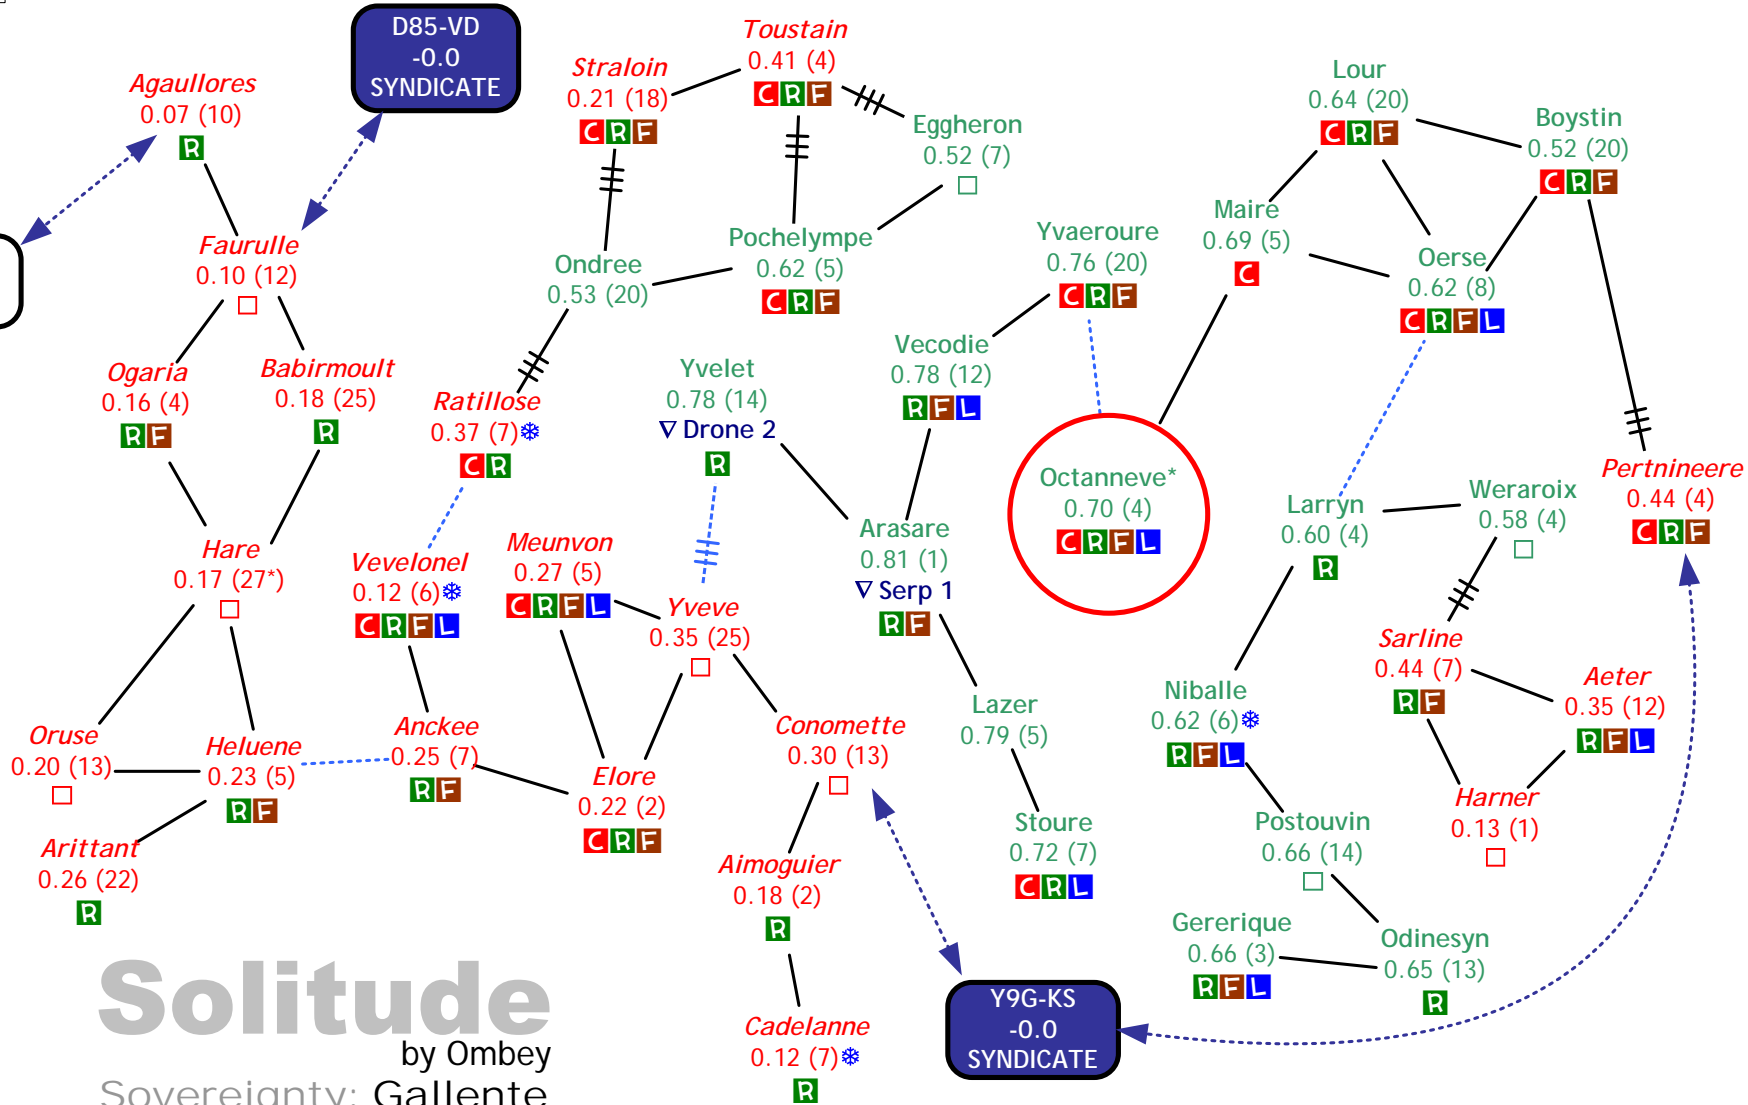 D85-VD
-0.0
SYNDICATE
Agaullores
0.07 (10)
R
Straloin
0.21 (18)
C R F
Toustain
0.41 (4)
C R F
Eggheron
0.52 (7)
Lour
0.64 (20)
C R F
Boystin
0.52 (20)
C R F
Faurulle
0.10 (12)
Ondree
0.53 (20)
Pochelympe
0.62 (5)
C R F
Yvaeroure
0.76 (20)
C R F
Maire
0.69 (5)
C
Oerse
0.62 (8)
C R F L
Ogaria
0.16 (4)
R F
Babirmoult
0.18 (25)
R
Ratillose
0.37 (7)❄
C R
Yvelet
0.78 (14)
∇ Drone 2
R
Vecodie
0.78 (12)
R F L
Octanneve*
0.70 (4)
C R F L
Larryn
0.60 (4)
R
Weraroix
0.58 (4)
Pertnineere
0.44 (4)
C R F
Hare
0.17 (27*)
Vevelonel
0.12 (6)❄
C R F L
Meunvon
0.27 (5)
C R F L
Yveve
0.35 (25)
Arasare
0.81 (1)
∇ Serp 1
R F
Sarline
0.44 (7)
R F
Aeter
0.35 (12)
R F L
Oruse
0.20 (13)
Heluene
0.23 (5)
R F
Anckee
0.25 (7)
R F
Elore
0.22 (2)
C R F
Conomette
0.30 (13)
Lazer
0.79 (5)
Niballe
0.62 (6)❄
R F L
Harner
0.13 (1)
Arittant
0.26 (22)
R
Aimoguier
0.18 (2)
R
Stoure
0.72 (7)
C R L
Postouvin
0.66 (14)
Gererique
0.66 (3)
R F L
Odinesyn
0.65 (13)
R
Cadelanne
0.12 (7)❄
R
Y9G-KS
-0.0
SYNDICATE
Solitude
by Ombey
Sovereignty: Gallente